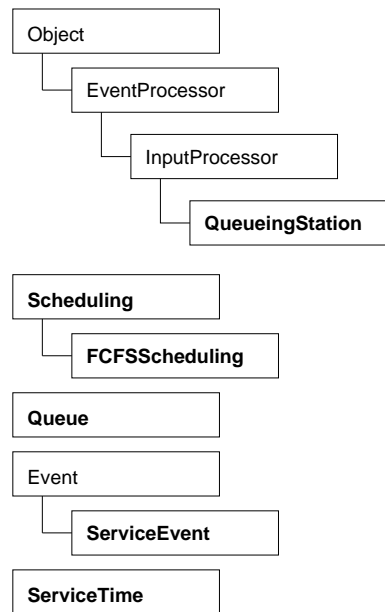 Object
EventProcessor
InputProcessor
QueueingStation
Scheduling
FCFSScheduling
Queue
Event
ServiceEvent
ServiceTime